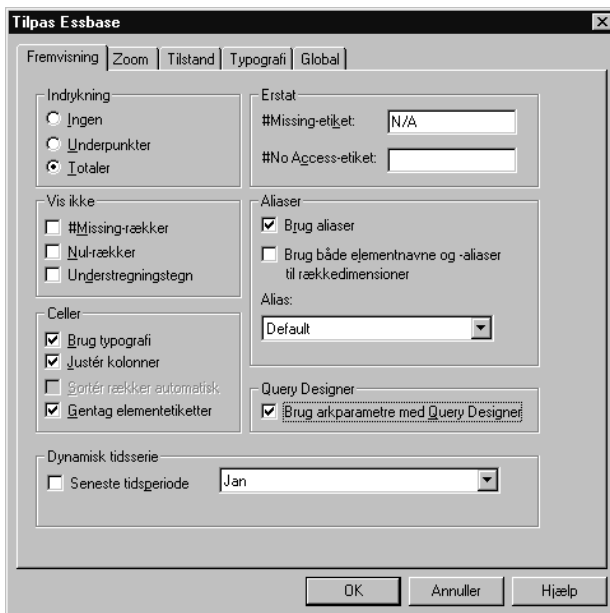 Tilpas Essbase
Fremvisning Zoom Tilstand Typografi Global
Indrykning
Ingen
Underpunkter
Totaler
Erstat
#Missing-etiket: N/A
#No Access-etiket:
Vis ikke
#Missing-rækker
Nul-rækker
Understregningstegn
Aliaser
Brug aliaser
Brug både elementnavne og -aliaser
til rækkedimensioner
Alias:
Default
Celler
Brug typografi
Justér kolonner
Sortér rækker automatisk
Gentag elementetiketter
Query Designer
Brug arkparametre med Query Designer
Dynamisk tidsserie
Seneste tidsperiode Jan
OK Annuller Hjælp